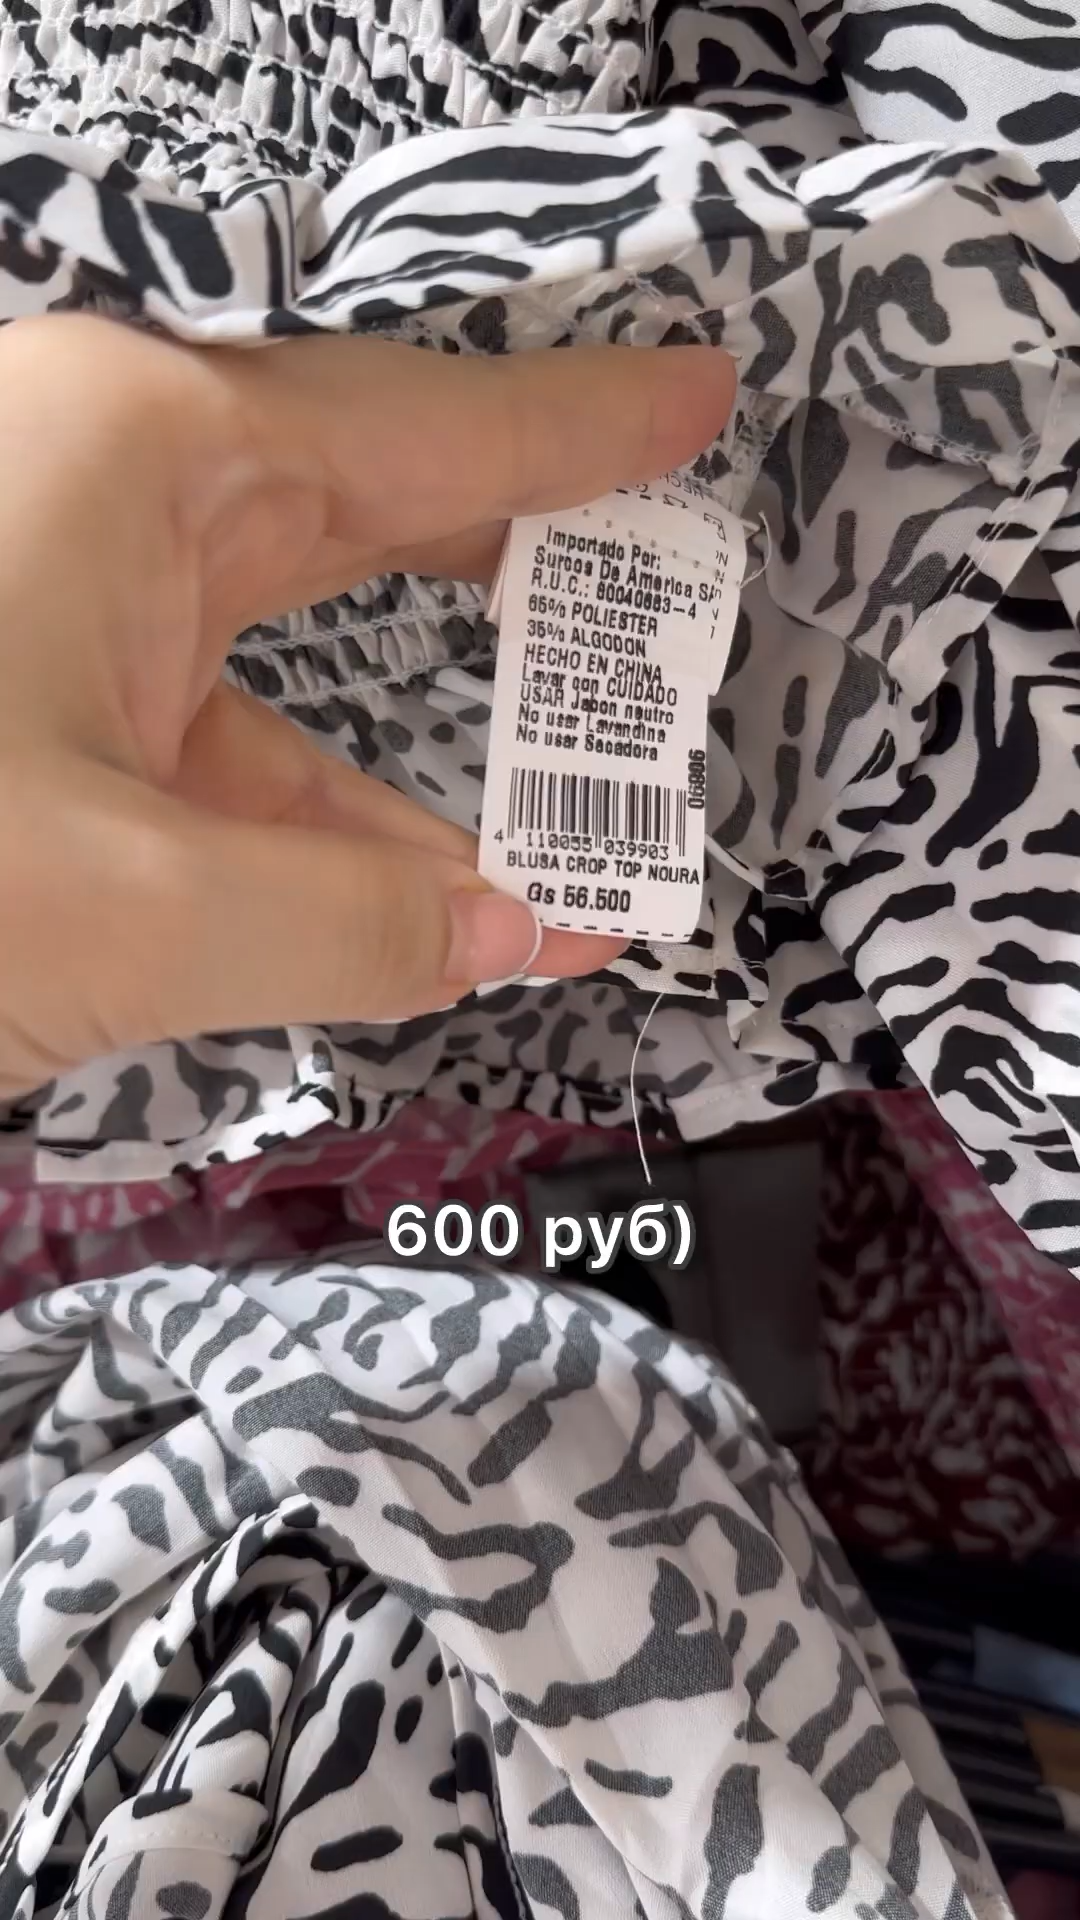 Importado Por:
Surcos De America SA
R.U.C.: 80040683-4
65% POLIESTER
35% ALGODON
HECHO EN CHINA
Lavar con CUIDADO
USAR Jabon neutro
No usar Lavandina
No usar Secadora
06906
4 110055 039903
BLUSA CROP TOP NOURA
Gs 56.500
600 руб)